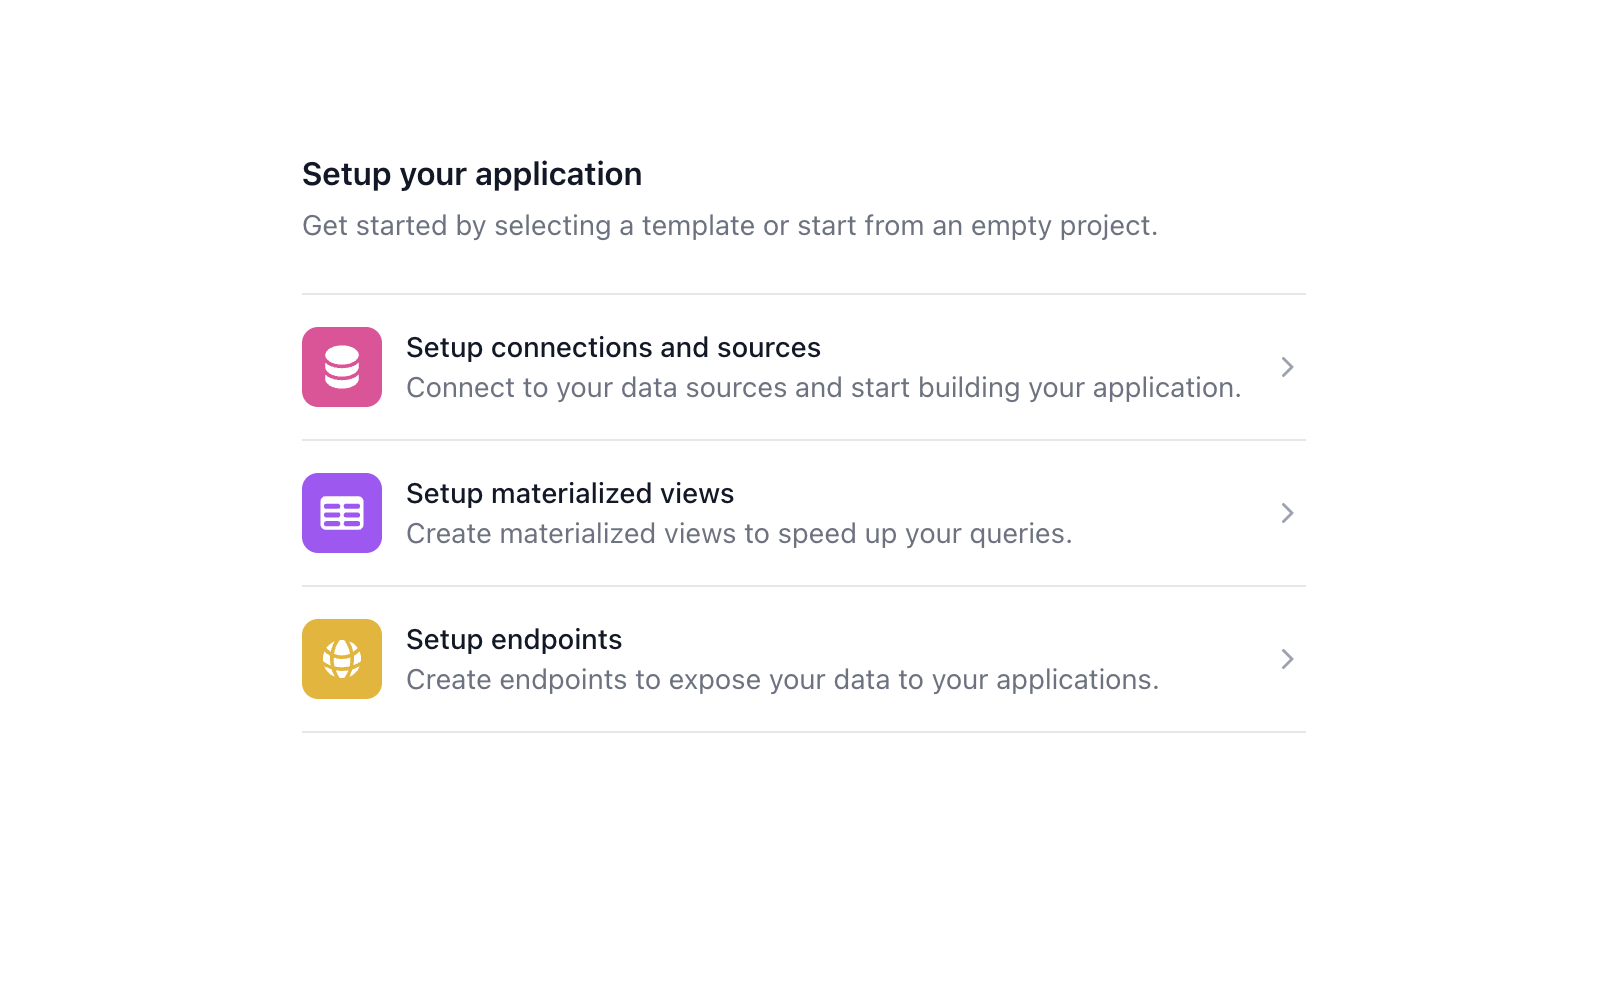 Setup your application
Get started by selecting a template or start from an empty project.
Setup connections and sources
Connect to your data sources and start building your application.
Setup materialized views
Create materialized views to speed up your queries.
Setup endpoints
Create endpoints to expose your data to your applications.